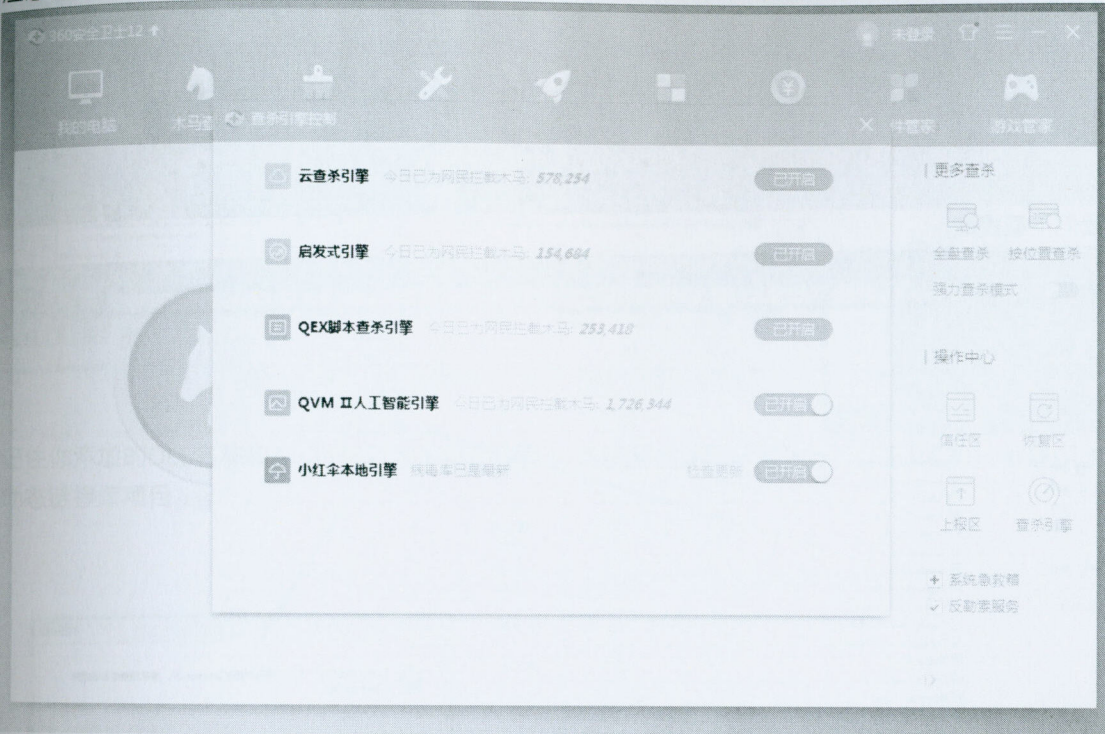 360安全卫士12
未登录
我的电脑
木马查
件管家
游戏管家
查杀引擎控制
云查杀引擎 今日已为网民拦截木马: 578,254 已开启
启发式引擎 今日已为网民拦截木马: 154,684 已开启
QEX脚本查杀引擎 今日已为网民拦截木马: 253,418 已开启
QVM II人工智能引擎 今日已为网民拦截木马: 1,726,344 已开启
小红伞本地引擎 病毒库已是最新 检查更新 已开启
更多查杀
全盘查杀 按位置查杀
强力查杀模式
操作中心
信任区 恢复区
上报区 查杀引擎
系统急救箱
反勒索服务